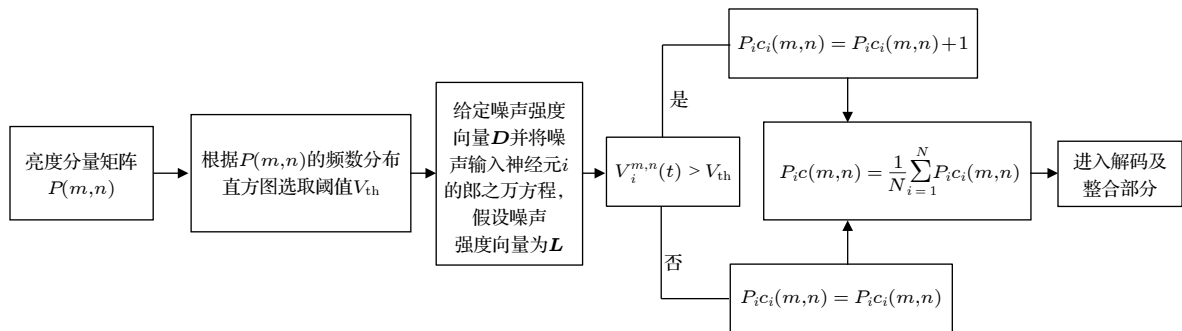 亮度分量矩阵
P(m,n)
根据P(m,n)的频数分布
直方图选取阈值V_th
给定噪声强度
向量D并将噪
声输入神经元i
的郎之万方程,
假设噪声
强度向量为L
V_i^{m,n}(t) > V_th
是
P_ic_i(m,n) = P_ic_i(m,n)+1
否
P_ic_i(m,n) = P_ic_i(m,n)
P_ic(m,n) = \frac{1}{N}\sum_{i=1}^{N}P_ic_i(m,n)
进入解码及
整合部分